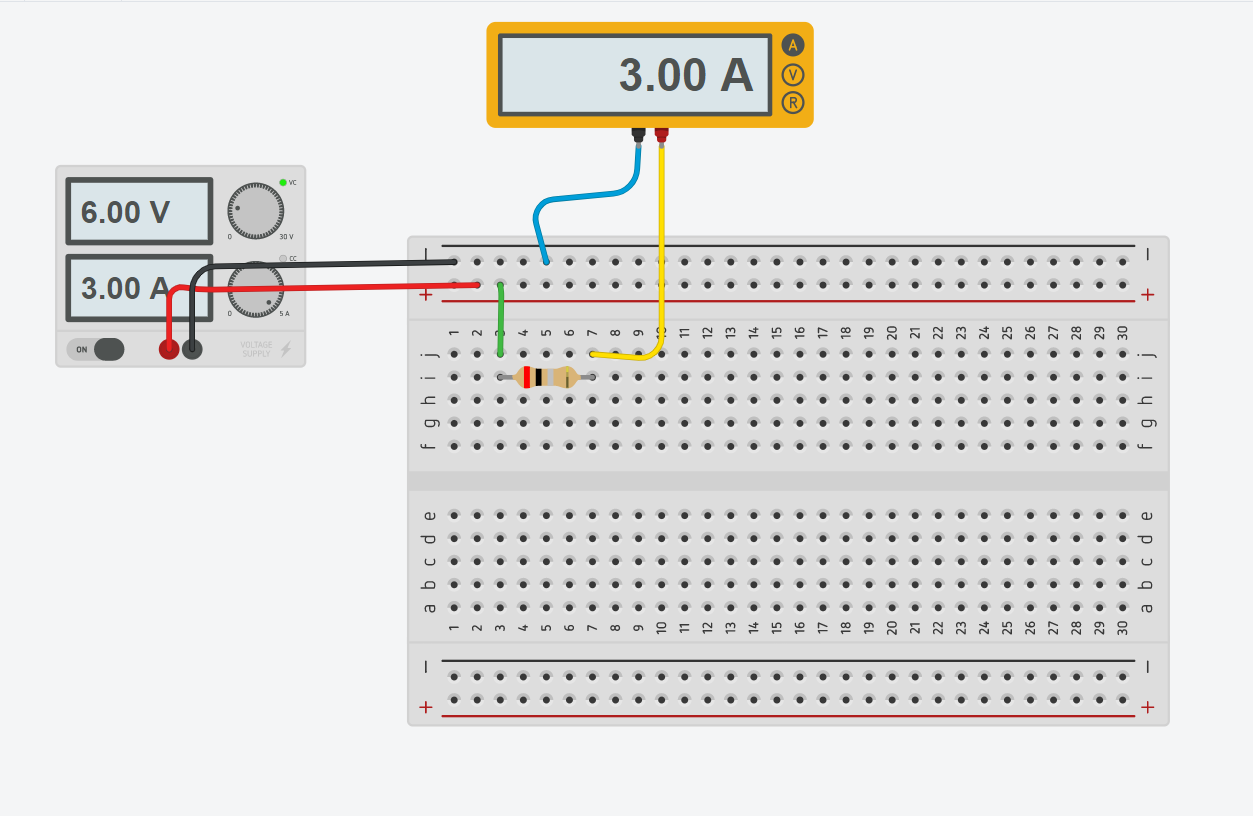 3.00 A
A
V
R
6.00 V
VC
0 30 V
3.00 A
CC
0 5 A
ON
VOLTAGE
SUPPLY
+ +
1 2 3 4 5 6 7 8 9 10 11 12 13 14 15 16 17 18 19 20 21 22 23 24 25 26 27 28 29 30
j j
i i
h h
g g
f f
e e
d d
c c
b b
a a
1 2 3 4 5 6 7 8 9 10 11 12 13 14 15 16 17 18 19 20 21 22 23 24 25 26 27 28 29 30
— —
+ +